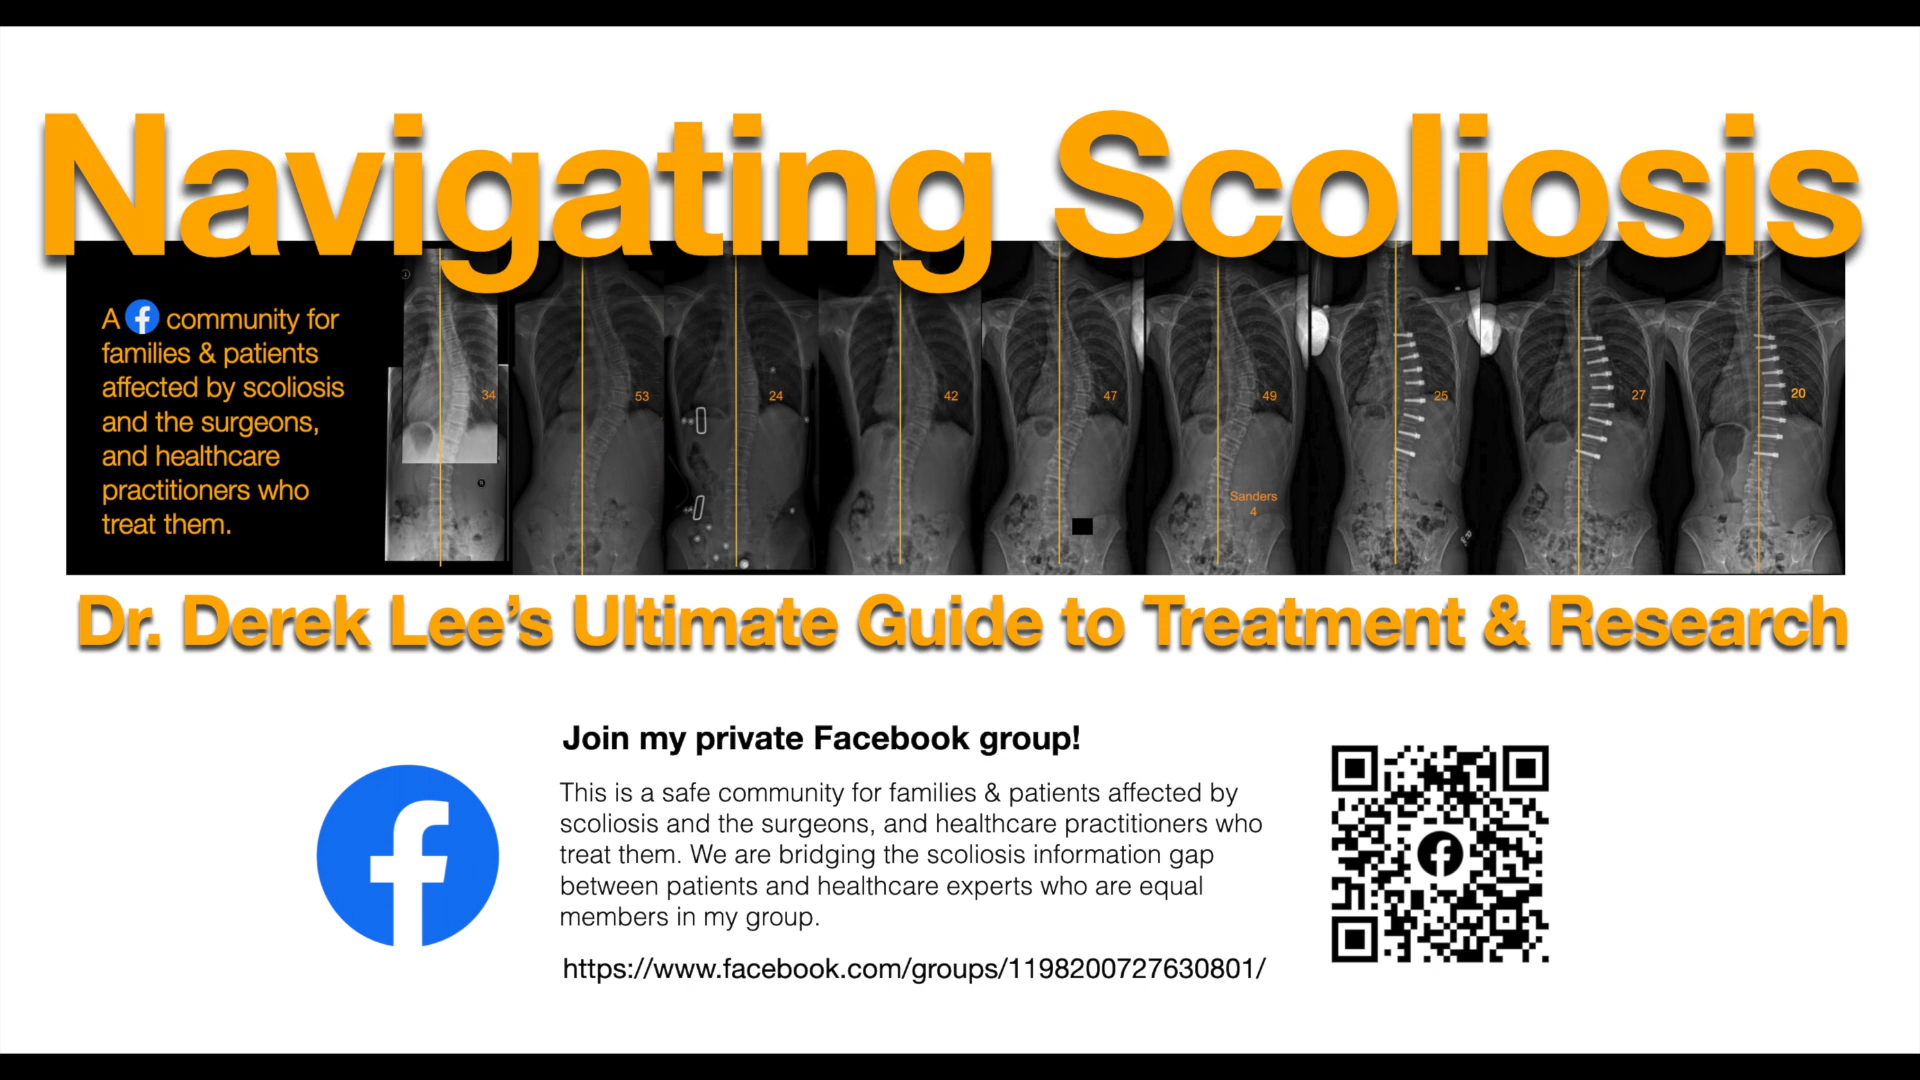 Navigating Scoliosis
A f community for
families & patients
affected by scoliosis
and the surgeons,
and healthcare
practitioners who
treat them.
34
53
24
42
47
49
25
27
20
Sanders
4
Dr. Derek Lee’s Ultimate Guide to Treatment & Research
Join my private Facebook group!
This is a safe community for families & patients affected by
scoliosis and the surgeons, and healthcare practitioners who
treat them. We are bridging the scoliosis information gap
between patients and healthcare experts who are equal
members in my group.
https://www.facebook.com/groups/1198200727630801/